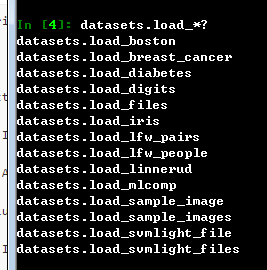 In [4]: datasets.load_*?
datasets.load_boston
datasets.load_breast_cancer
datasets.load_diabetes
datasets.load_digits
datasets.load_files
datasets.load_iris
datasets.load_lfw_pairs
datasets.load_lfw_people
datasets.load_linnerud
datasets.load_mlcomp
datasets.load_sample_image
datasets.load_sample_images
datasets.load_svmlight_file
datasets.load_svmlight_files